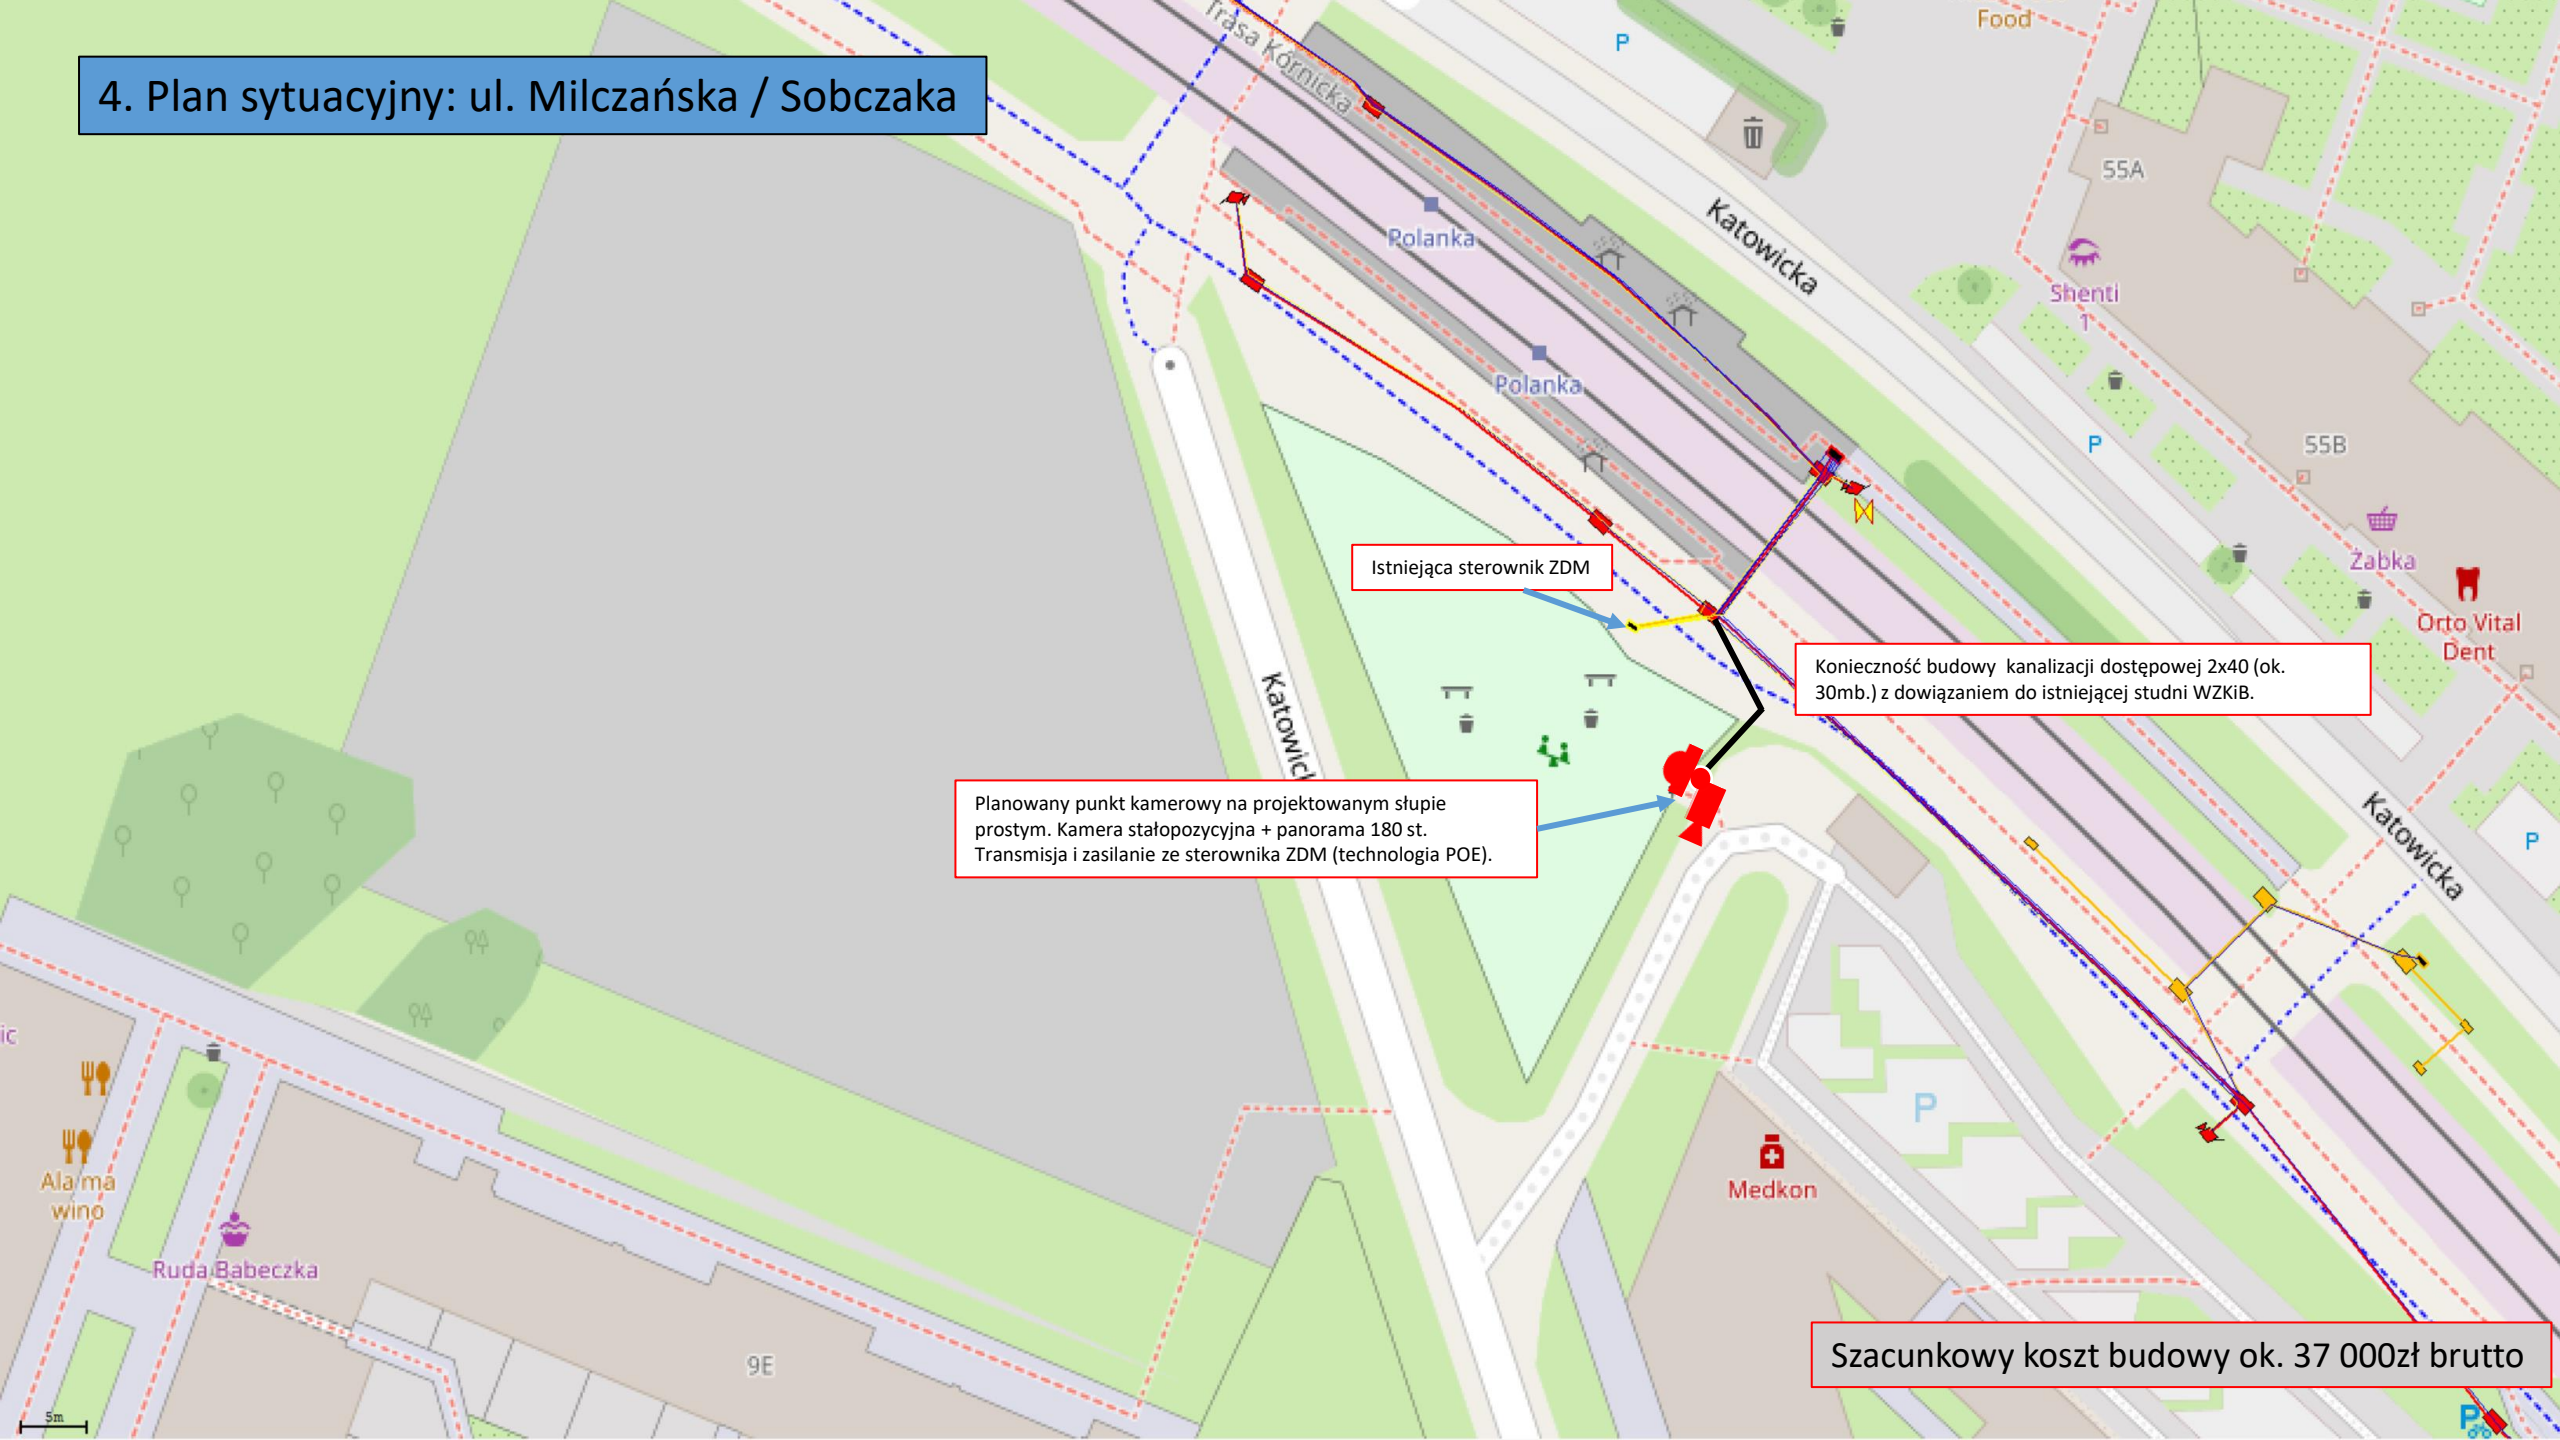 4. Plan sytuacyjny: ul. Milczańska / Sobczaka
Trasa Kórnicka
P
Food
55A
Katowicka
Polanka
Shenti
1
Polanka
P
55B
Żabka
Orto Vital
Dent
Istniejąca sterownik ZDM
Konieczność budowy kanalizacji dostępowej 2x40 (ok.
30mb.) z dowiązaniem do istniejącej studni WZKiB.
Katowick
Planowany punkt kamerowy na projektowanym słupie
prostym. Kamera stałopozycyjna + panorama 180 st.
Transmisja i zasilanie ze sterownika ZDM (technologia POE).
Katowicka
P
ic
P
Ala ma
wino
Medkon
Ruda Babeczka
9E
Szacunkowy koszt budowy ok. 37 000zł brutto
5m
P